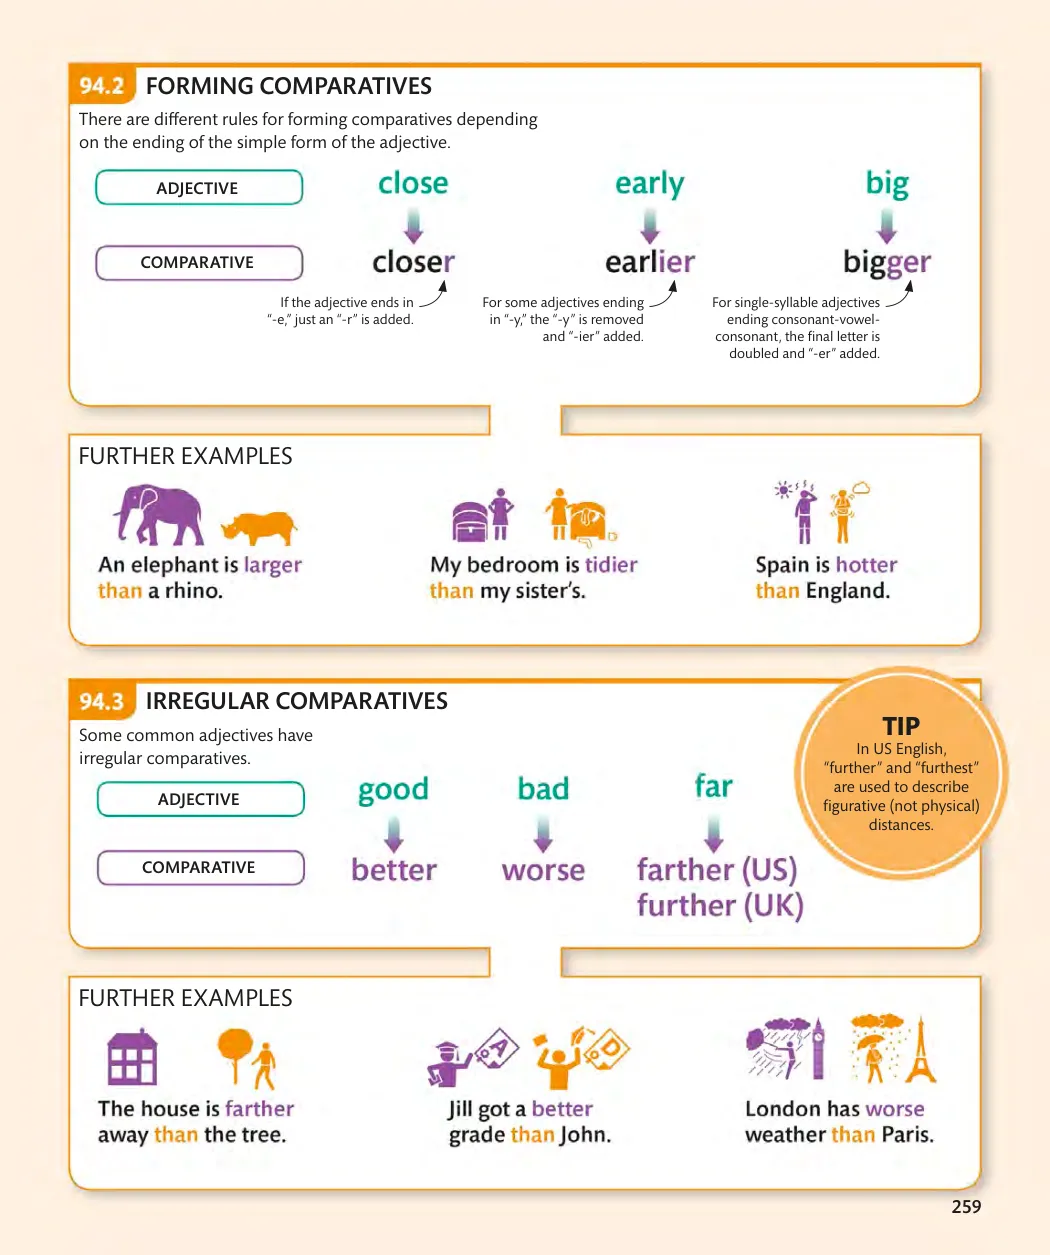 94.2 FORMING COMPARATIVES
There are different rules for forming comparatives depending
on the ending of the simple form of the adjective.
ADJECTIVE close early big
COMPARATIVE closer earlier bigger
If the adjective ends in
“-e,” just an “-r” is added.
For some adjectives ending
in “-y,” the “-y” is removed
and “-ier” added.
For single-syllable adjectives
ending consonant-vowel-
consonant, the final letter is
doubled and “-er” added.
FURTHER EXAMPLES
An elephant is larger
than a rhino.
My bedroom is tidier
than my sister’s.
Spain is hotter
than England.
94.3 IRREGULAR COMPARATIVES
Some common adjectives have
irregular comparatives.
ADJECTIVE good bad far
COMPARATIVE better worse farther (US)
further (UK)
TIP
In US English,
“further” and “furthest”
are used to describe
figurative (not physical)
distances.
FURTHER EXAMPLES
A
D
The house is farther
away than the tree.
Jill got a better
grade than John.
London has worse
weather than Paris.
259